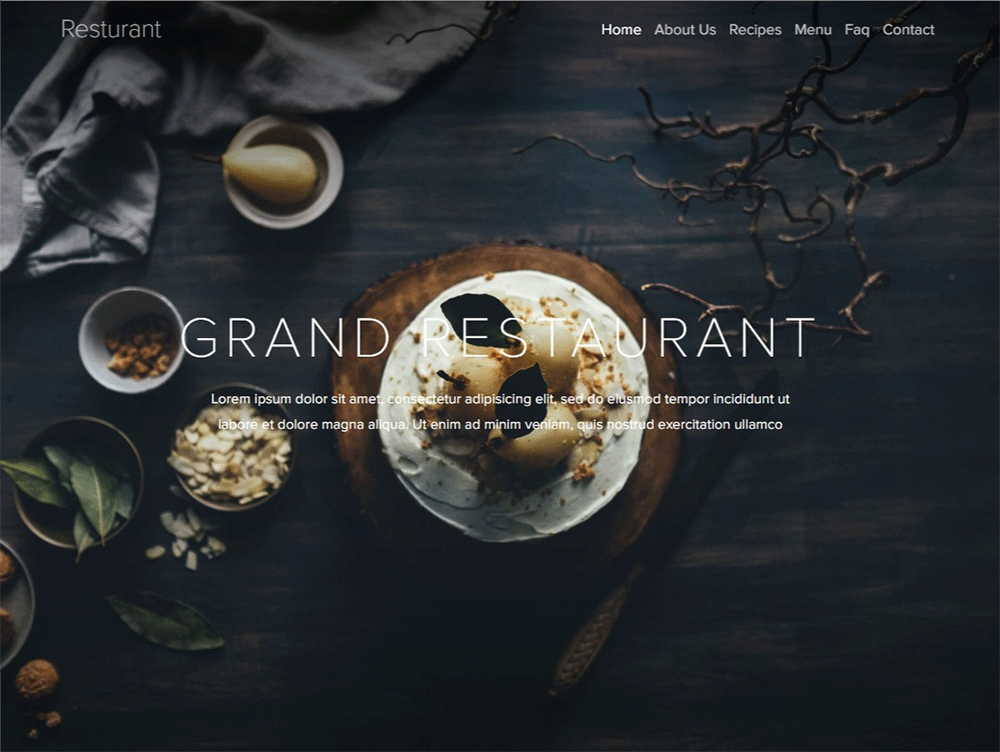 Resturant
Home About Us Recipes Menu Faq Contact
GRAND RESTAURANT
Lorem ipsum dolor sit amet, consectetur adipisicing elit, sed do eiusmod tempor incididunt ut
labore et dolore magna aliqua. Ut enim ad minim veniam, quis nostrud exercitation ullamco